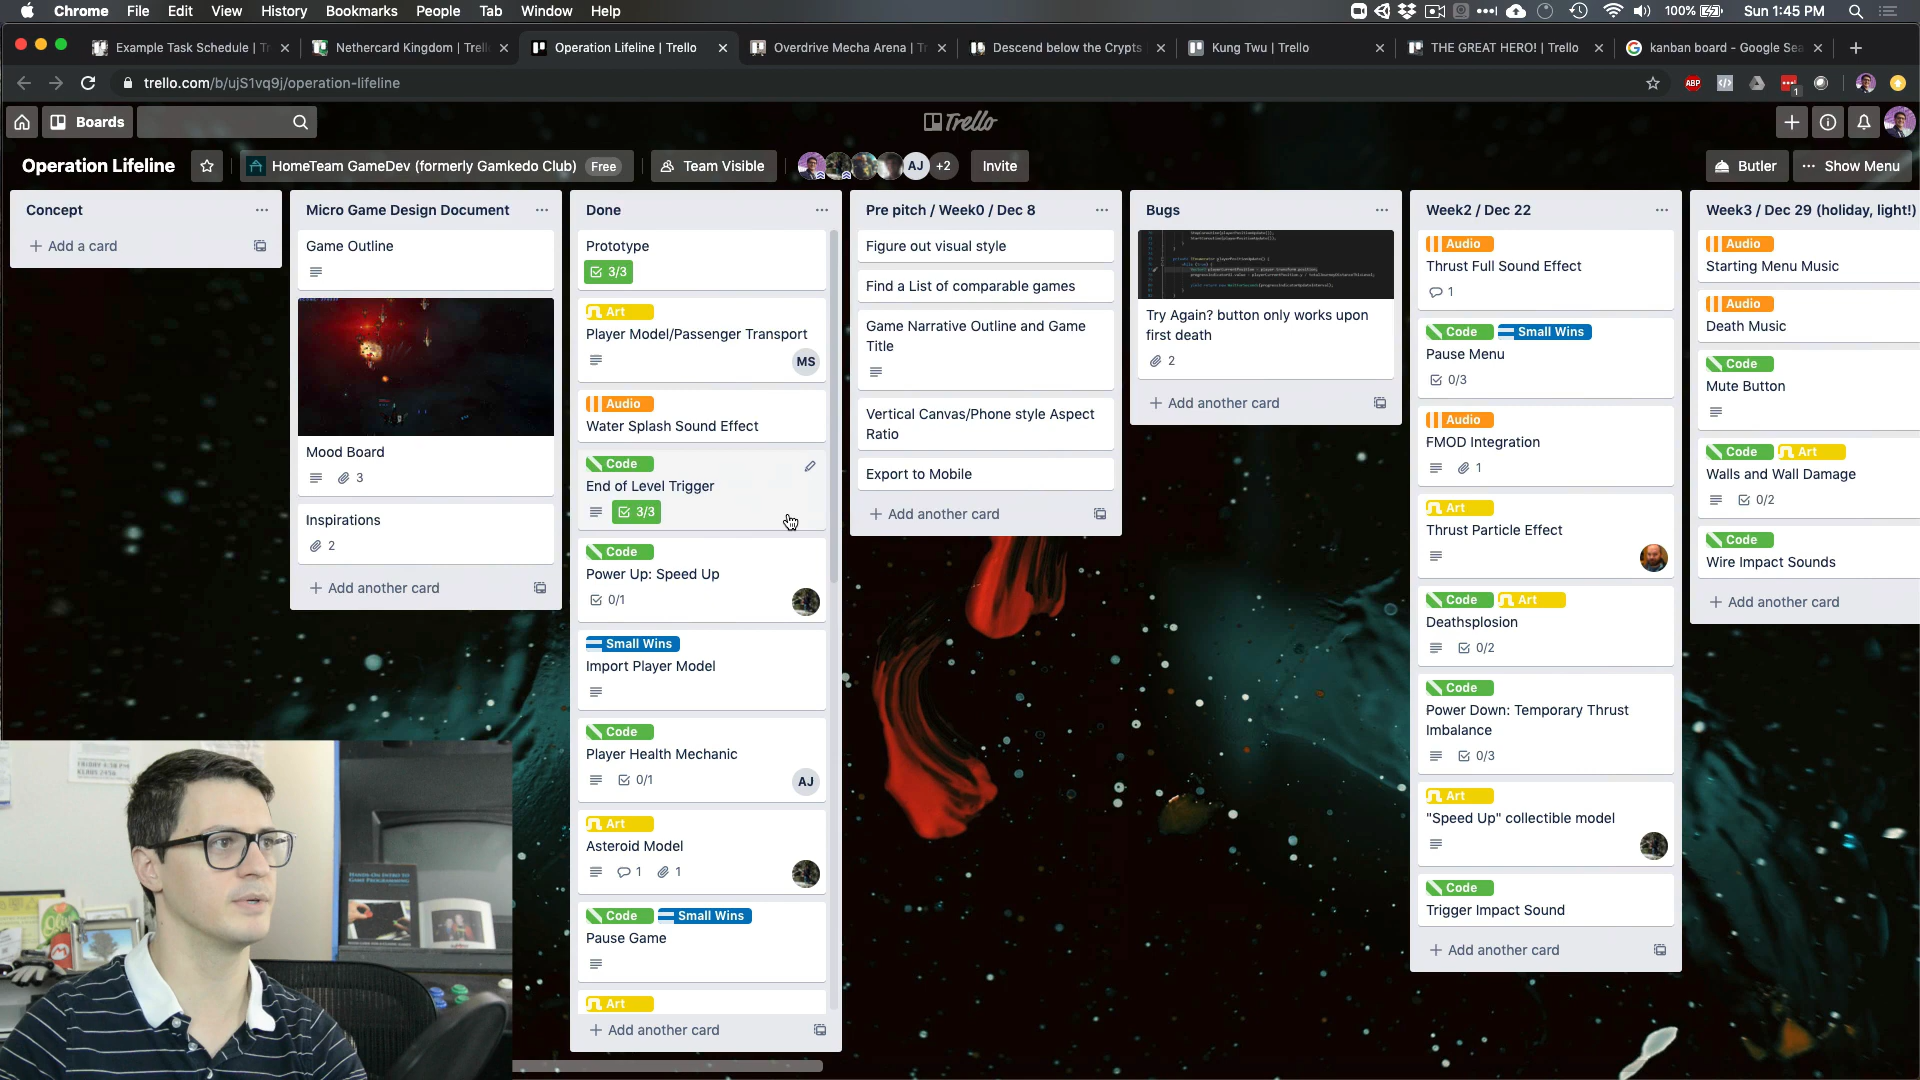 Chrome File Edit View History Bookmarks People Tab Window Help
100% Sun 1:45 PM
Example Task Schedule | Tr
Nethercard Kingdom | Trell
Operation Lifeline | Trello
Overdrive Mecha Arena | Tr
Descend below the Crypts
Kung Twu | Trello
THE GREAT HERO! | Trello
kanban board - Google Sea
trello.com/b/ujS1vq9j/operation-lifeline
ABP
1
Boards
Trello
Operation Lifeline
HomeTeam GameDev (formerly Gamkedo Club) Free
Team Visible
AJ +2
Invite
Butler
Show Menu
Concept
Add a card
Micro Game Design Document
Game Outline
Mood Board
3
Inspirations
2
Add another card
Done
Prototype
3/3
Art
Player Model/Passenger Transport
MS
Audio
Water Splash Sound Effect
Code
End of Level Trigger
3/3
Code
Power Up: Speed Up
0/1
Small Wins
Import Player Model
Code
Player Health Mechanic
0/1 AJ
Art
Asteroid Model
1 1
Code Small Wins
Pause Game
Art
Add another card
Pre pitch / Week0 / Dec 8
Figure out visual style
Find a List of comparable games
Game Narrative Outline and Game
Title
Vertical Canvas/Phone style Aspect
Ratio
Export to Mobile
Add another card
Bugs
Try Again? button only works upon
first death
2
Add another card
Week2 / Dec 22
Audio
Thrust Full Sound Effect
1
Code Small Wins
Pause Menu
0/3
Audio
FMOD Integration
1
Art
Thrust Particle Effect
Code Art
Deathsplosion
0/2
Code
Power Down: Temporary Thrust
Imbalance
0/3
Art
"Speed Up" collectible model
Code
Trigger Impact Sound
Add another card
Week3 / Dec 29 (holiday, light!)
Audio
Starting Menu Music
Audio
Death Music
Code
Mute Button
Code Art
Walls and Wall Damage
0/2
Code
Wire Impact Sounds
Add another card
HANDS-ON INTRO TO
GAME PROGRAMMING